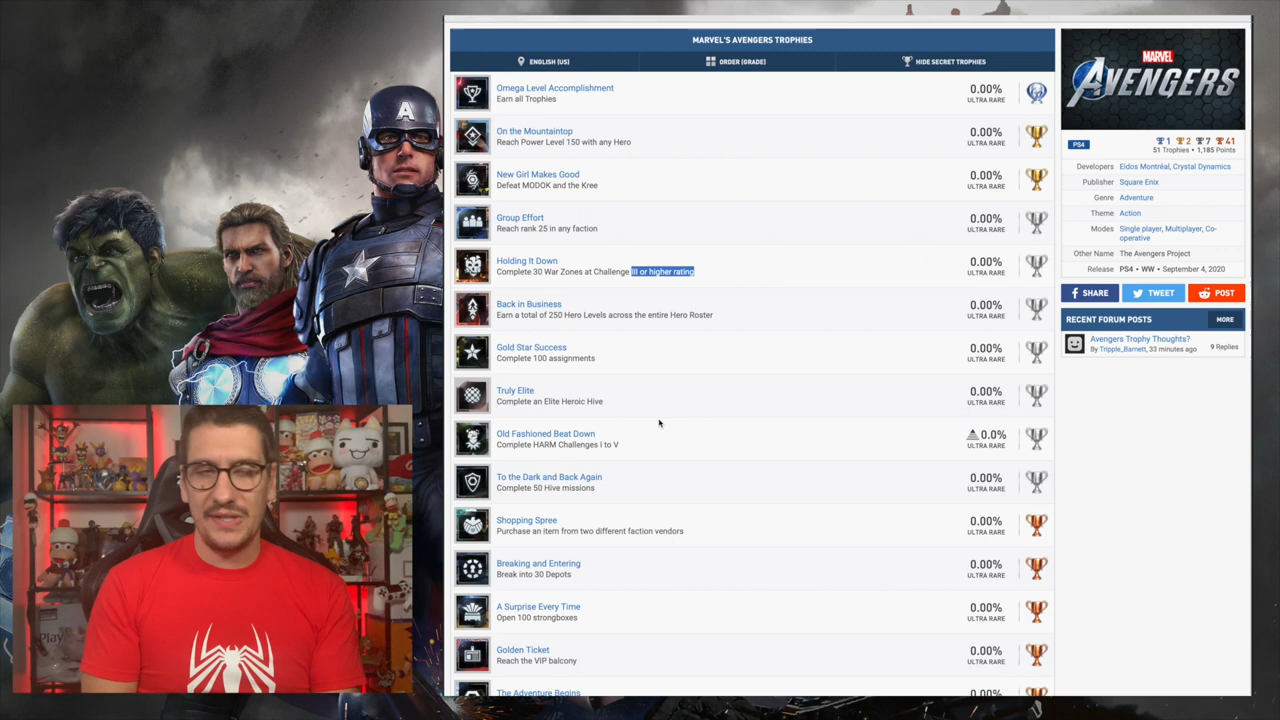 MARVEL'S AVENGERS TROPHIES
ENGLISH (US)
ORDER (GRADE)
HIDE SECRET TROPHIES
Omega Level Accomplishment
Earn all Trophies
0.00%
ULTRA RARE
On the Mountaintop
Reach Power Level 150 with any Hero
0.00%
ULTRA RARE
New Girl Makes Good
Defeat MODOK and the Kree
0.00%
ULTRA RARE
Group Effort
Reach rank 25 in any faction
0.00%
ULTRA RARE
Holding It Down
Complete 30 War Zones at Challenge III or higher rating
0.00%
ULTRA RARE
Back in Business
Earn a total of 250 Hero Levels across the entire Hero Roster
0.00%
ULTRA RARE
Gold Star Success
Complete 100 assignments
0.00%
ULTRA RARE
Truly Elite
Complete an Elite Heroic Hive
0.00%
ULTRA RARE
Old Fashioned Beat Down
Complete HARM Challenges I to V
0.0%
ULTRA RARE
To the Dark and Back Again
Complete 50 Hive missions
0.00%
ULTRA RARE
Shopping Spree
Purchase an item from two different faction vendors
0.00%
ULTRA RARE
Breaking and Entering
Break into 30 Depots
0.00%
ULTRA RARE
A Surprise Every Time
Open 100 strongboxes
0.00%
ULTRA RARE
Golden Ticket
Reach the VIP balcony
0.00%
ULTRA RARE
The Adventure Begins
0.00%
MARVEL
AVENGERS
PS4
1 2 7 41
51 Trophies • 1,185 Points
Developers Eidos Montréal, Crystal Dynamics
Publisher Square Enix
Genre Adventure
Theme Action
Modes Single player, Multiplayer, Co-
operative
Other Name The Avengers Project
Release PS4 • WW • September 4, 2020
SHARE
TWEET
POST
RECENT FORUM POSTS
MORE
Avengers Trophy Thoughts?
By Tripple_Barnett, 33 minutes ago
9 Replies
A
Play